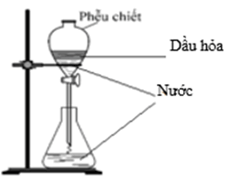 Phễu chiết
Dầu hỏa
Nước